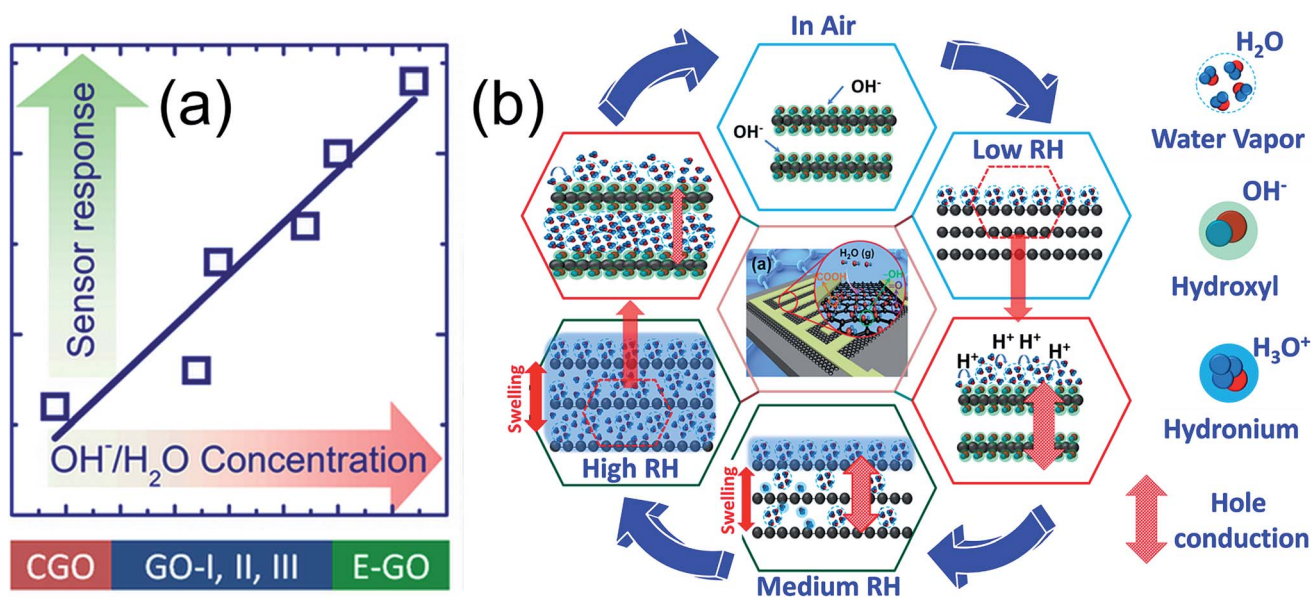 (a)
Sensor response
OH⁻/H₂O Concentration
CGO
GO-I, II, III
E-GO
(b)
In Air
OH⁻
OH⁻
Low RH
H⁺
H⁺ H⁺
H⁺
Medium RH
Swelling
High RH
Swelling
(a)
H₂O (g)
COOH
-OH
=O
H₂O
Water Vapor
OH⁻
Hydroxyl
H₃O⁺
Hydronium
Hole
conduction